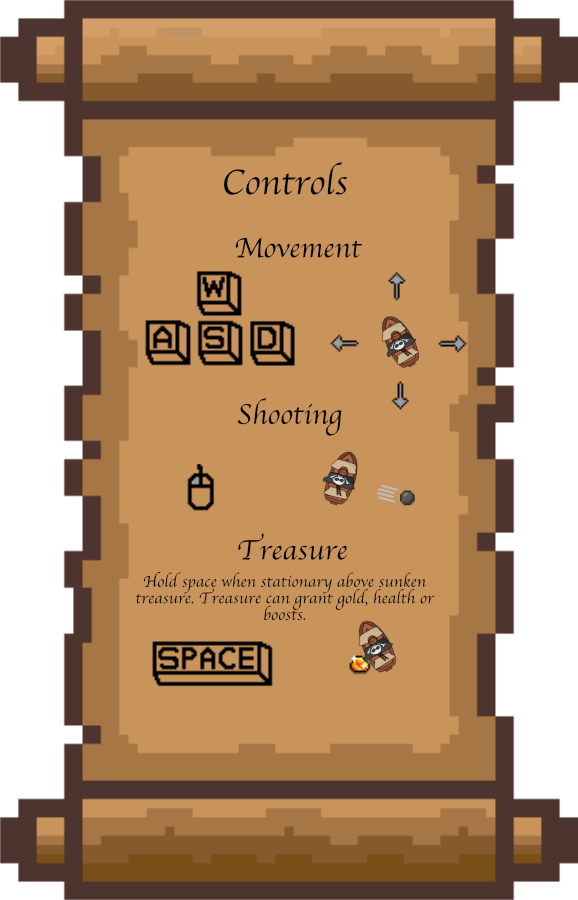 Controls
Movement
W
A S D
Shooting
Treasure
Hold space when stationary above sunken
treasure. Treasure can grant gold, health or
boosts.
SPACE